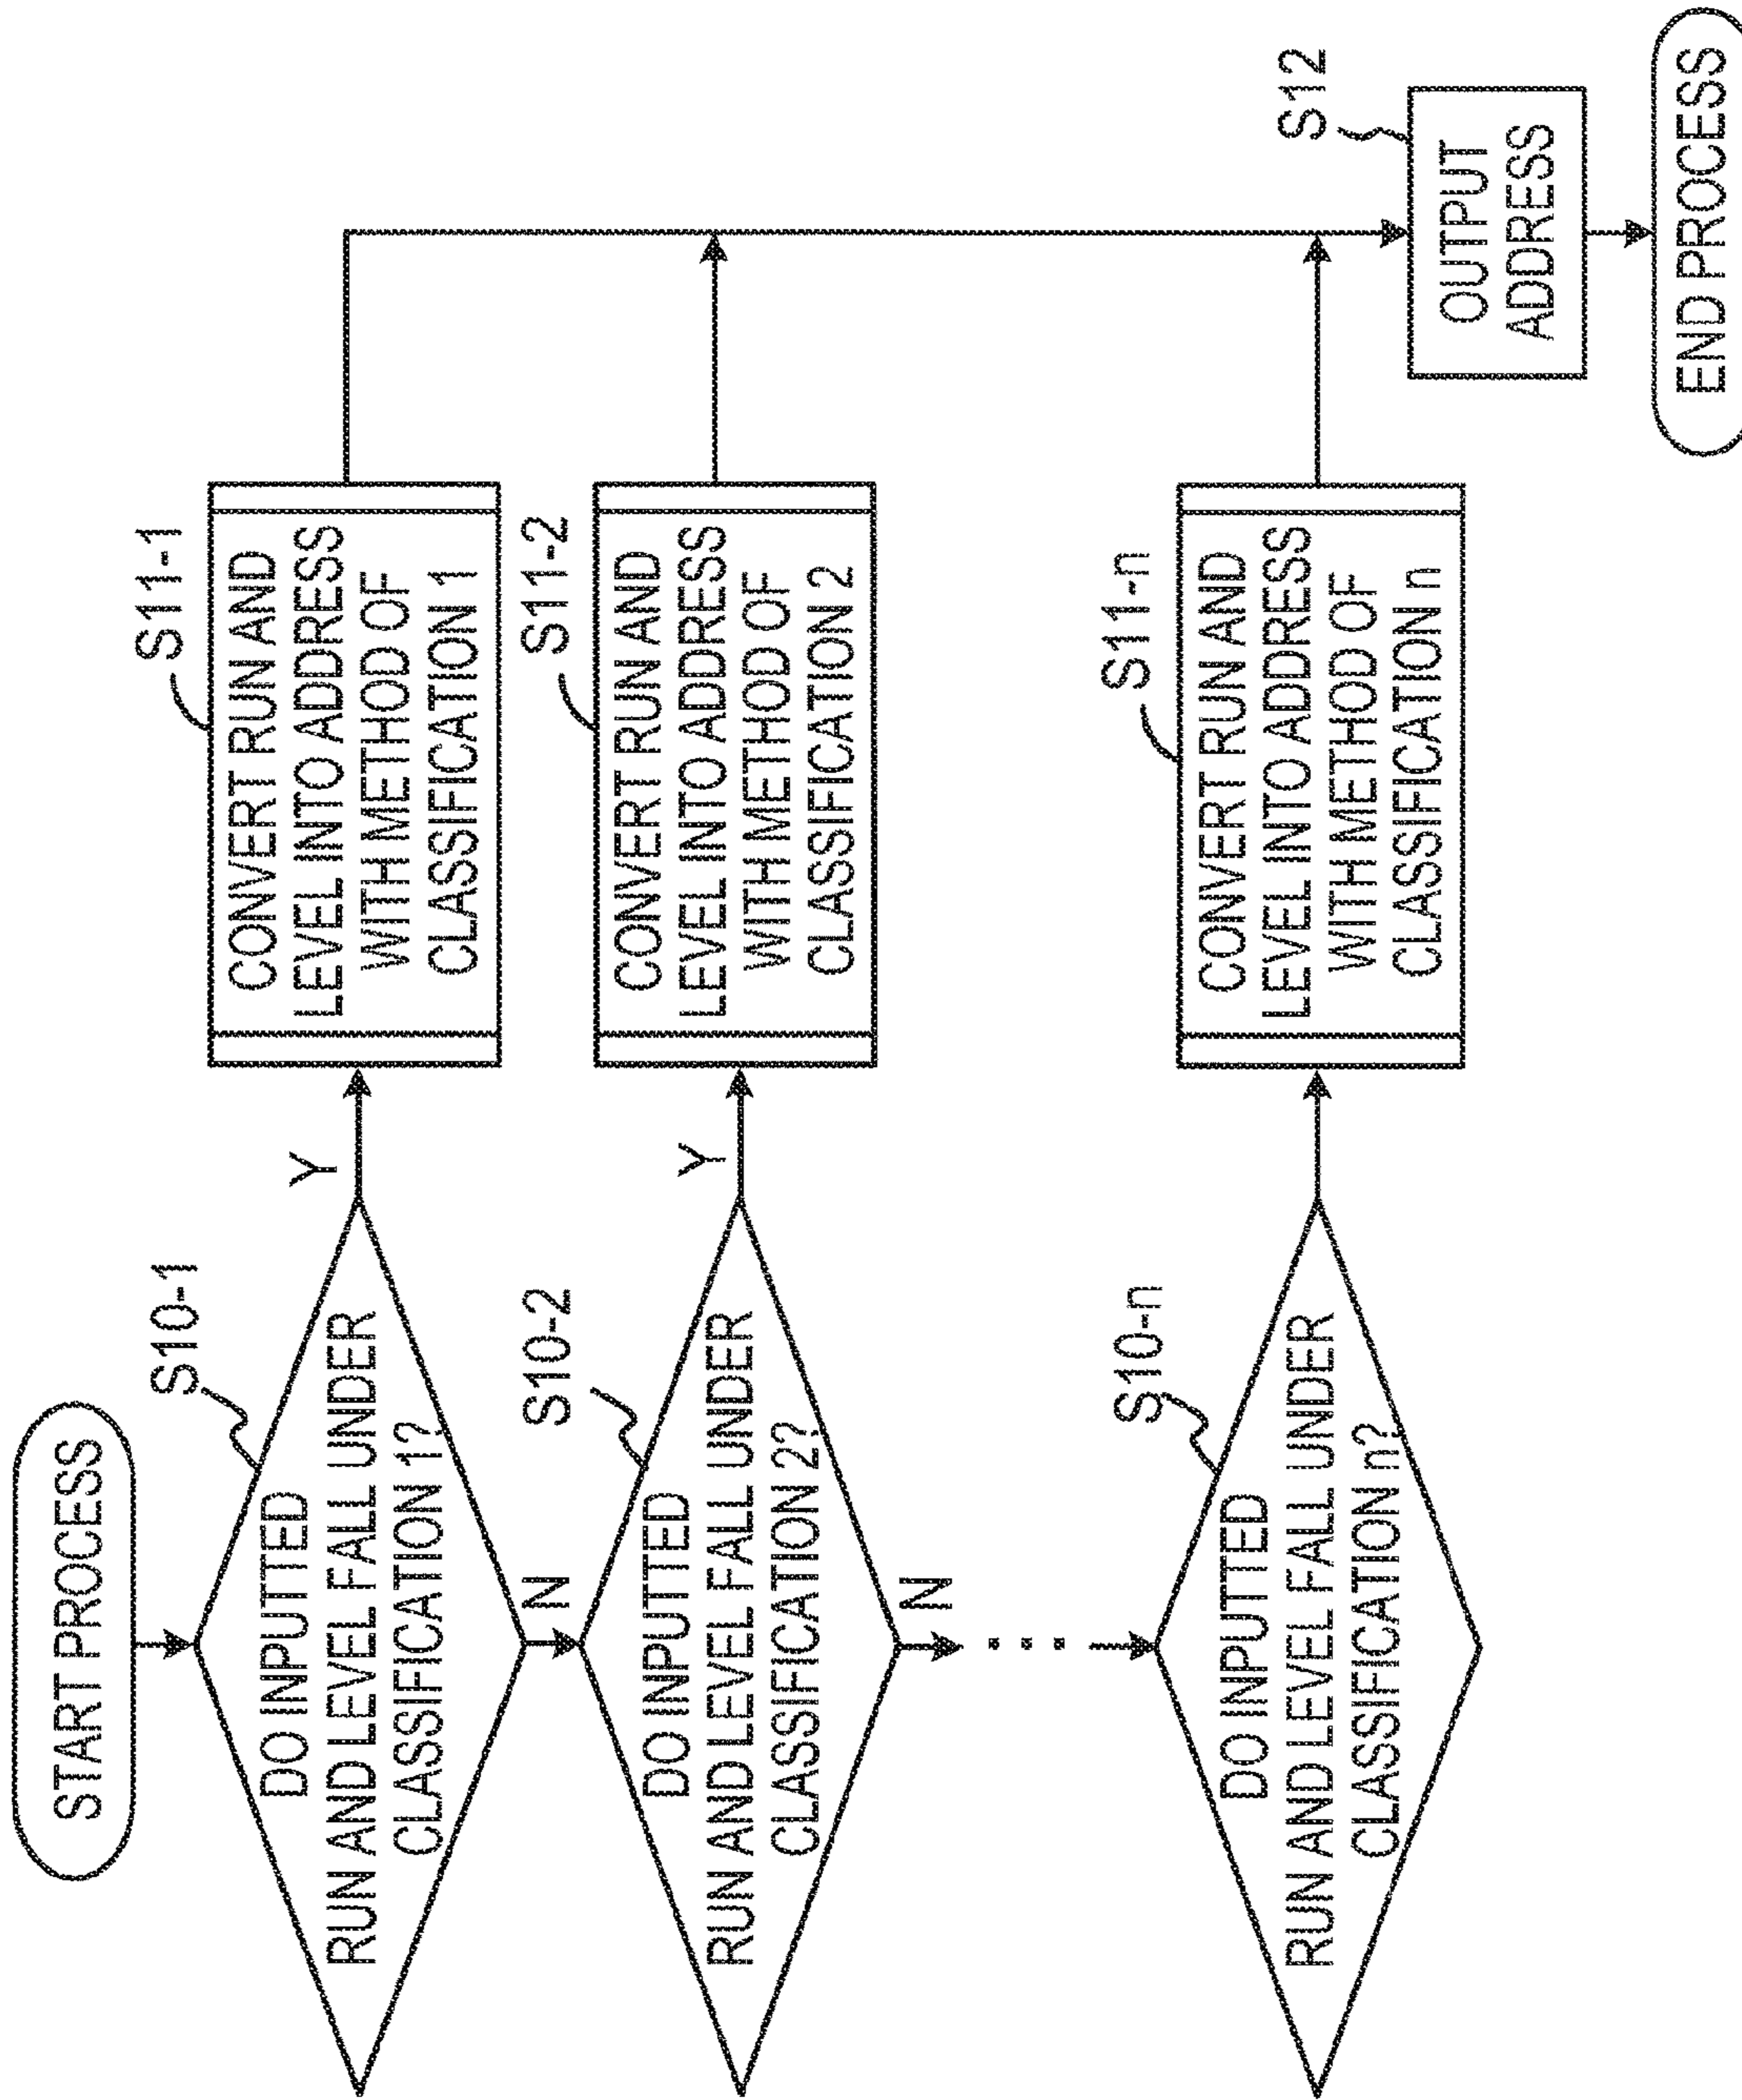 START PROCESS
S10-1
DO INPUTTED
RUN AND LEVEL FALL UNDER
CLASSIFICATION 1?
Y
N
S11-1
CONVERT RUN AND
LEVEL INTO ADDRESS
WITH METHOD OF
CLASSIFICATION 1
S10-2
DO INPUTTED
RUN AND LEVEL FALL UNDER
CLASSIFICATION 2?
Y
N
S11-2
CONVERT RUN AND
LEVEL INTO ADDRESS
WITH METHOD OF
CLASSIFICATION 2
...
S10-n
DO INPUTTED
RUN AND LEVEL FALL UNDER
CLASSIFICATION n?
S11-n
CONVERT RUN AND
LEVEL INTO ADDRESS
WITH METHOD OF
CLASSIFICATION n
S12
OUTPUT
ADDRESS
END PROCESS